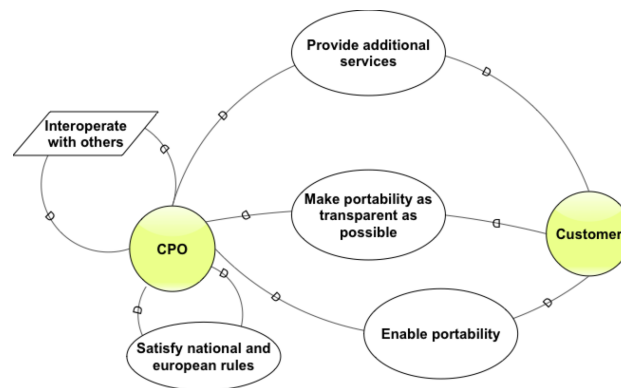 Provide additional
services
Interoperate
with others
Make portability as
transparent as
possible
Customer
CPO
Enable portability
Satisfy national and
european rules